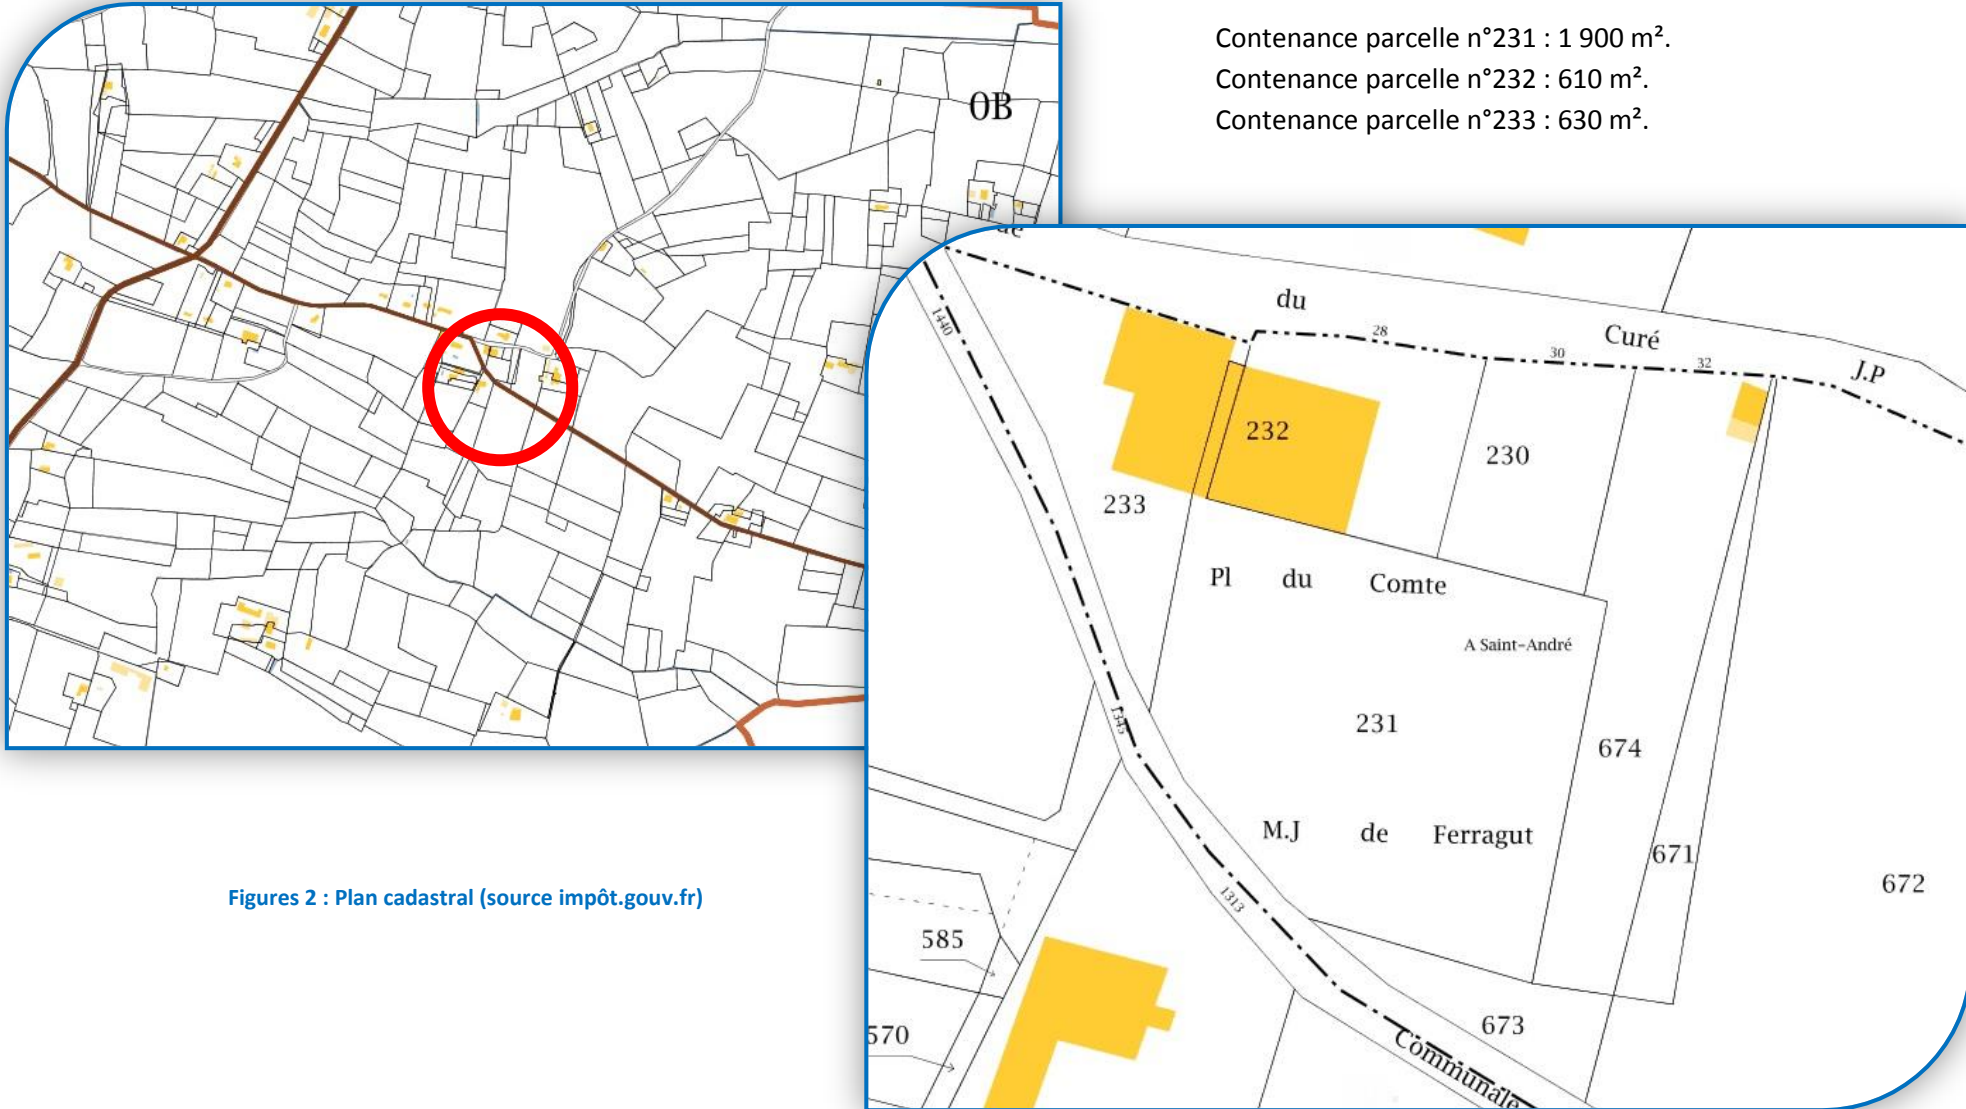 Contenance parcelle n°231 : 1 900 m².
Contenance parcelle n°232 : 610 m².
Contenance parcelle n°233 : 630 m².
0B
du
Curé
J.P
28
30
32
1440
232
230
233
Pl du Comte
A Saint-André
1345
231
674
M.J de Ferragut
671
672
1313
585
673
570
Communale
Figures 2 : Plan cadastral (source impôt.gouv.fr)